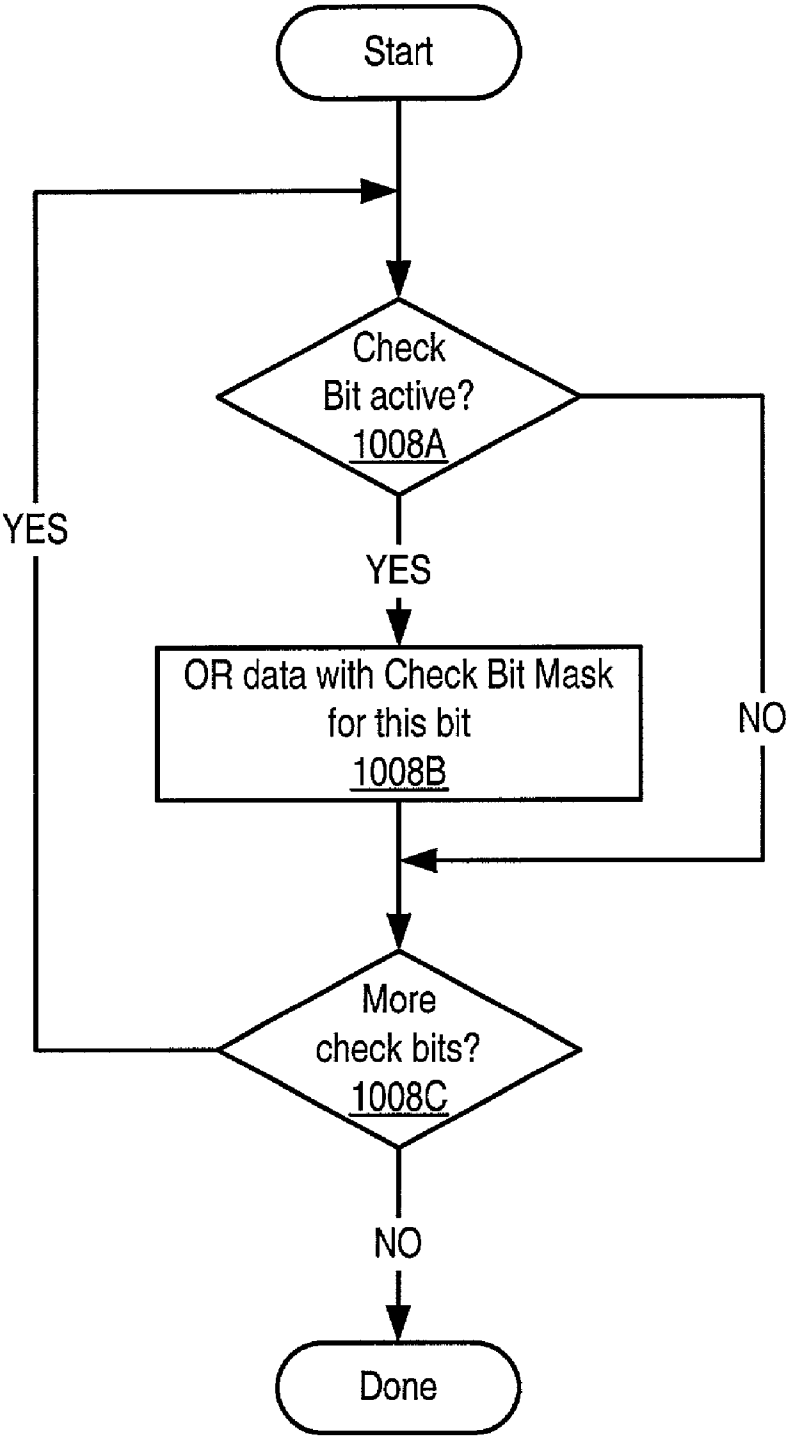 Start
Check
Bit active?
1008A
YES
YES
OR data with Check Bit Mask
for this bit
1008B
NO
More
check bits?
1008C
NO
Done